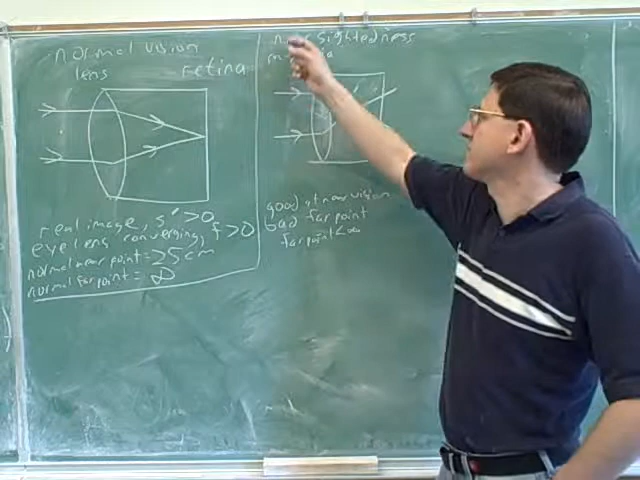 normal vision
lens retina
real image, s' > 0
eye lens converging, f > 0
normal near point = 25 cm
normal far point = ∞
sightedness
good at near vision
bad far point
far point < ∞